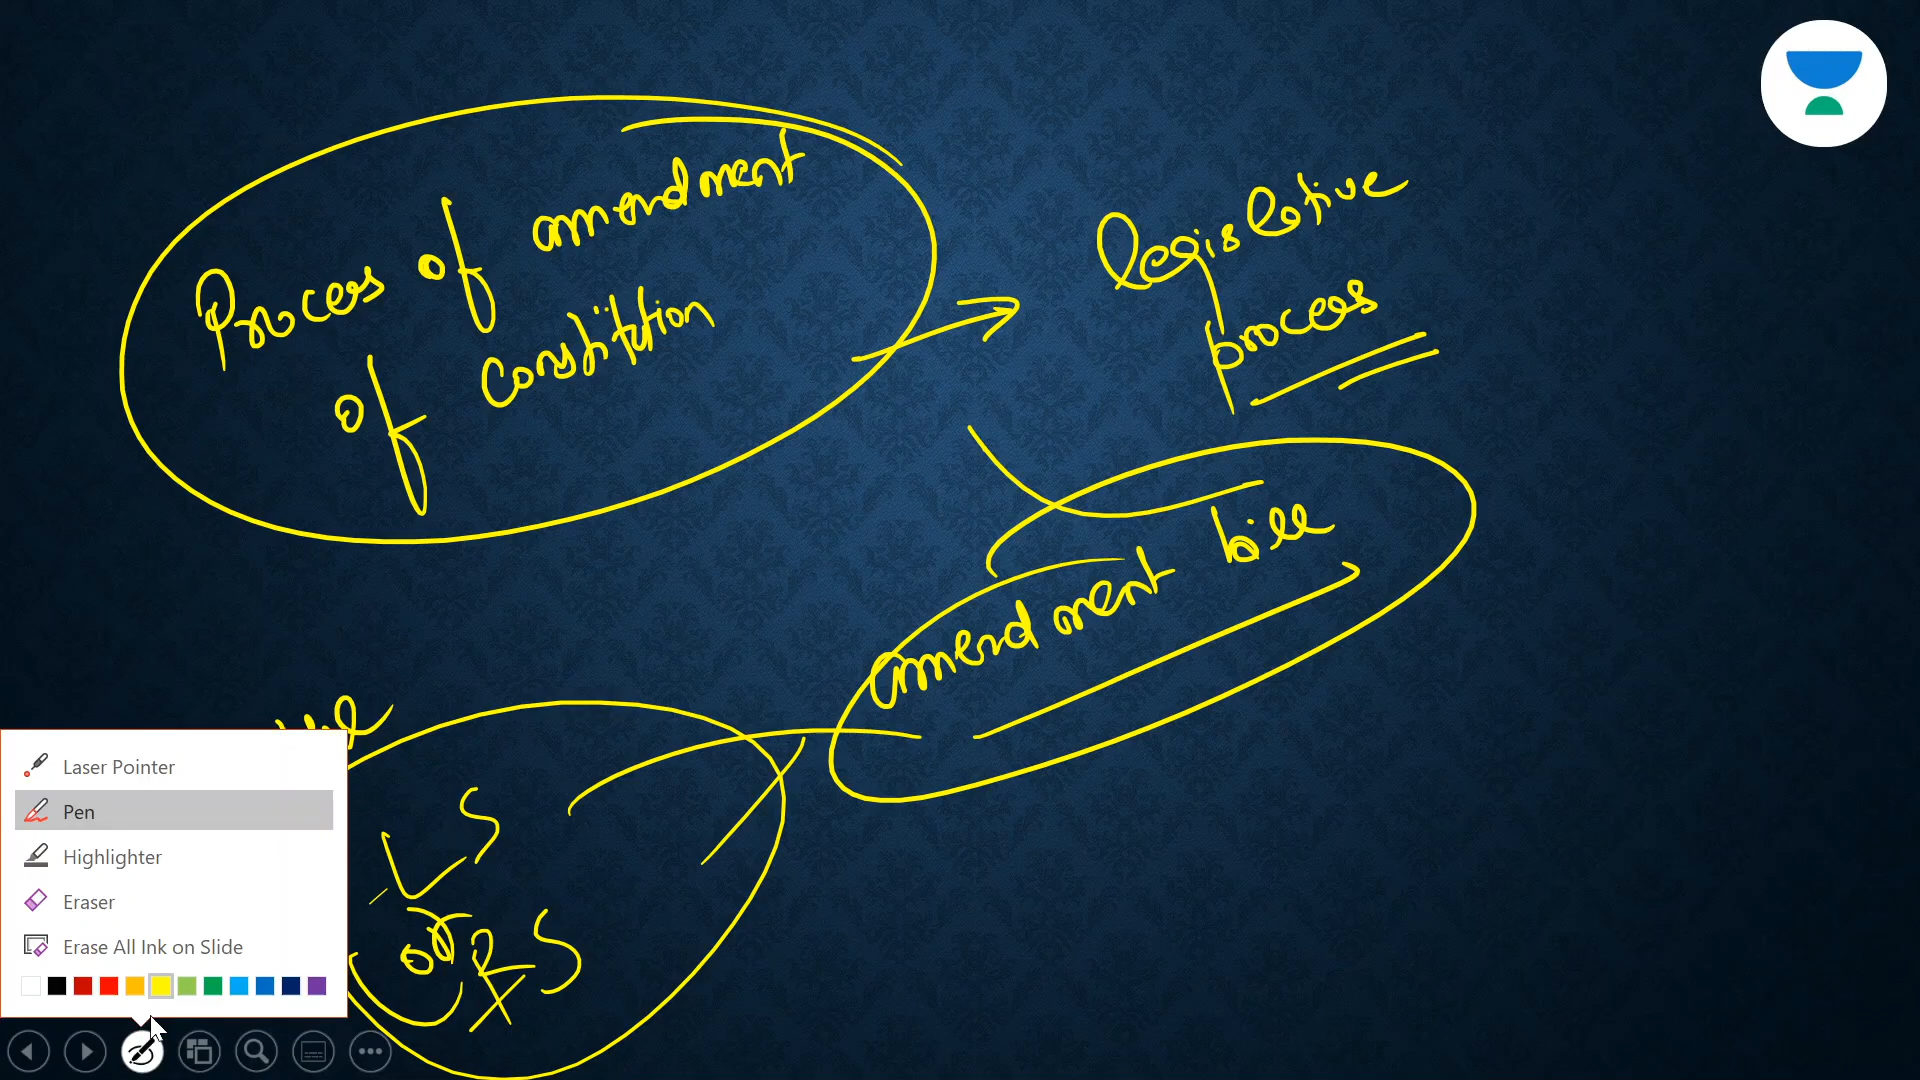 Process of amendment
of constitution
legislative
process
amendment bill
LS
or RS
Laser Pointer
Pen
Highlighter
Eraser
Erase All Ink on Slide